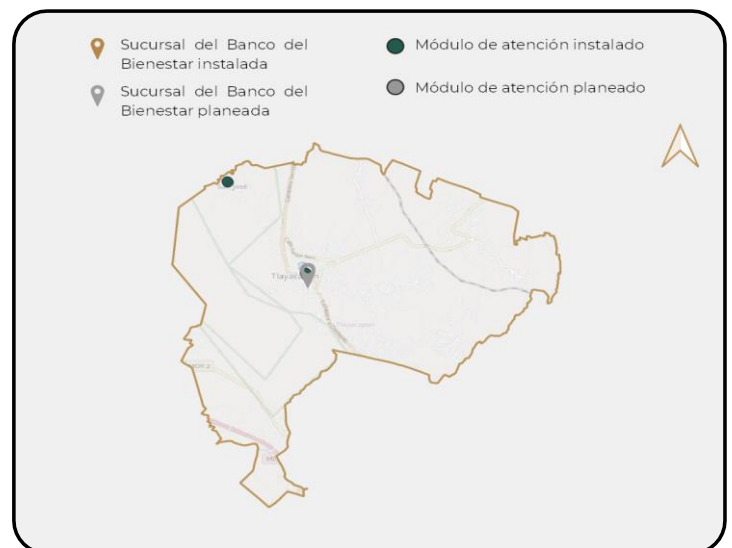 Sucursal del Banco del
Bienestar instalada
Módulo de atención instalado
Sucursal del Banco del
Bienestar planeada
Módulo de atención planeado